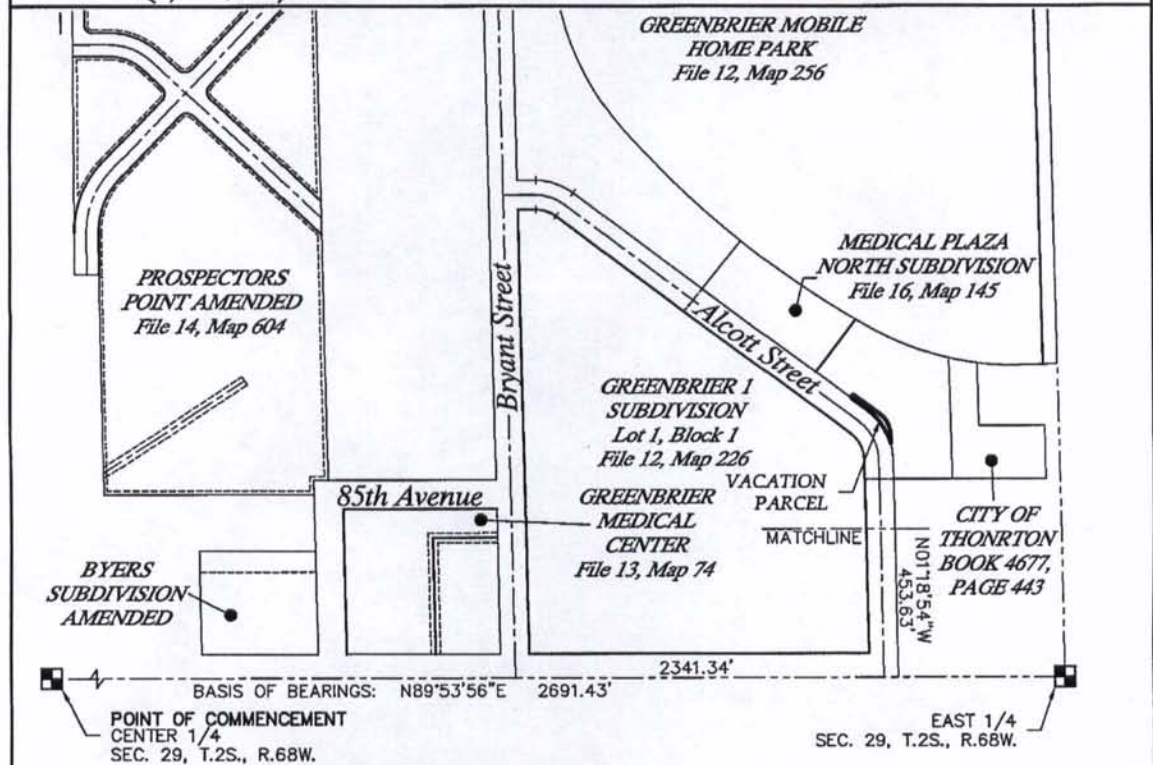 GREENBRIER MOBILE
HOME PARK
File 12, Map 256
PROSPECTORS
POINT AMENDED
File 14, Map 604
Bryant Street
MEDICAL PLAZA
NORTH SUBDIVISION
File 16, Map 145
Alcott Street
GREENBRIER 1
SUBDIVISION
Lot 1, Block 1
File 12, Map 226
VACATION
PARCEL
85th Avenue
GREENBRIER
MEDICAL
CENTER
File 13, Map 74
MATCHLINE
N01°18'54"W
453.63'
CITY OF
THONRTON
BOOK 4677,
PAGE 443
BYERS
SUBDIVISION
AMENDED
2341.34'
BASIS OF BEARINGS: N89°53'56"E 2691.43'
POINT OF COMMENCEMENT
CENTER 1/4
SEC. 29, T.2S., R.68W.
EAST 1/4
SEC. 29, T.2S., R.68W.